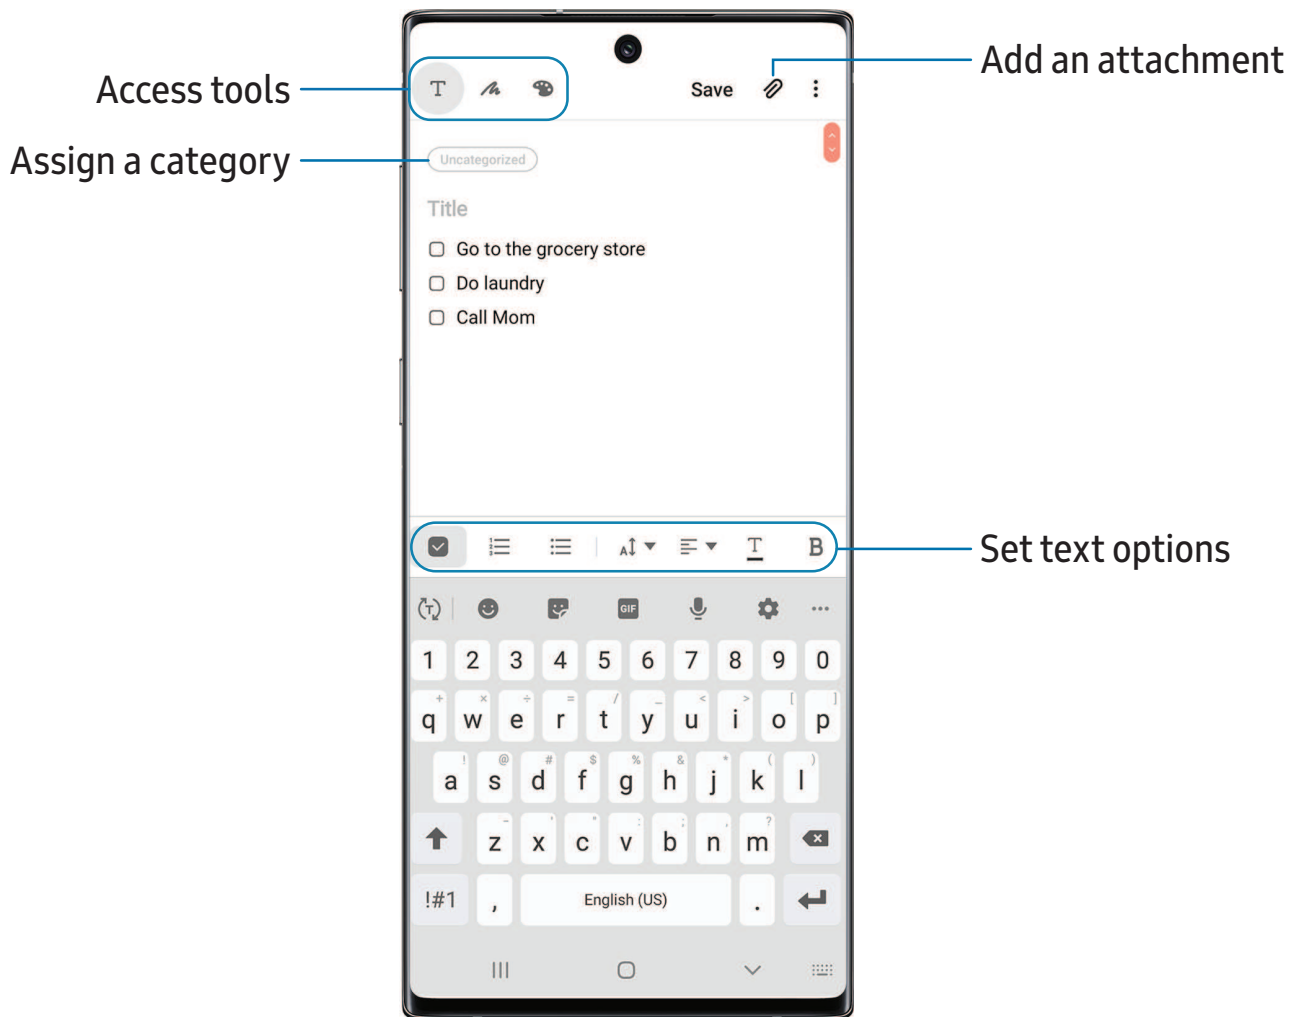 Add an attachment
Access tools
T
Save
Assign a category
Uncategorized
Title
Go to the grocery store
Do laundry
Call Mom
Set text options
A T B
T GIF
1 2 3 4 5 6 7 8 9 0
+ × ÷ = / _ < > [ ]
q w e r t y u i o p
! @ # $ % & * ( )
a s d f g h j k l
- ' " : ; , ?
z x c v b n m
!#1 , English (US) .